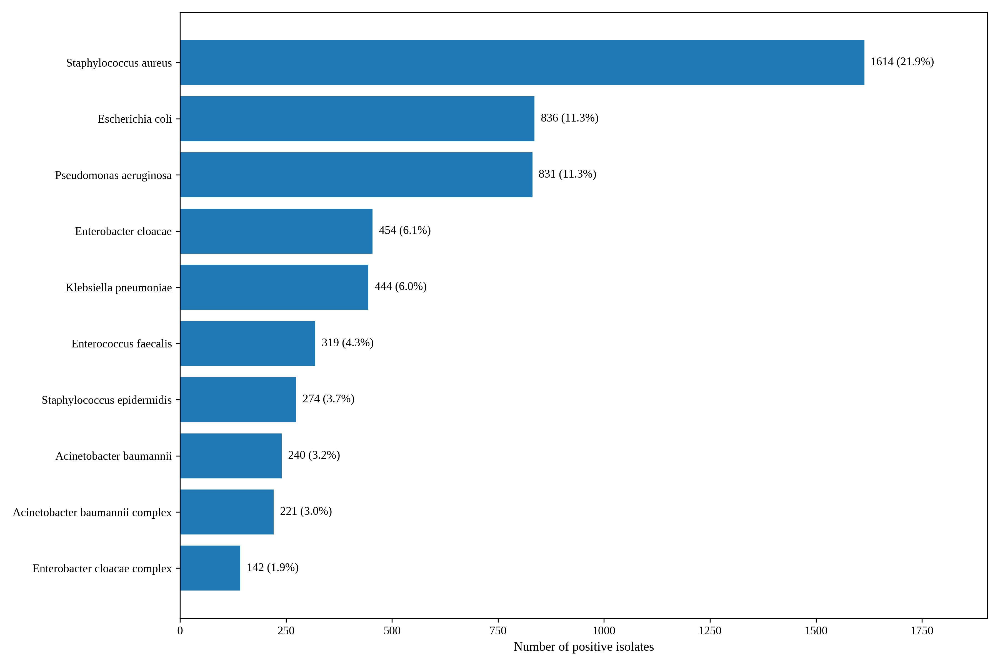 Staphylococcus aureus 1614 (21.9%)
Escherichia coli 836 (11.3%)
Pseudomonas aeruginosa 831 (11.3%)
Enterobacter cloacae 454 (6.1%)
Klebsiella pneumoniae 444 (6.0%)
Enterococcus faecalis 319 (4.3%)
Staphylococcus epidermidis 274 (3.7%)
Acinetobacter baumannii 240 (3.2%)
Acinetobacter baumannii complex 221 (3.0%)
Enterobacter cloacae complex 142 (1.9%)
0 250 500 750 1000 1250 1500 1750
Number of positive isolates